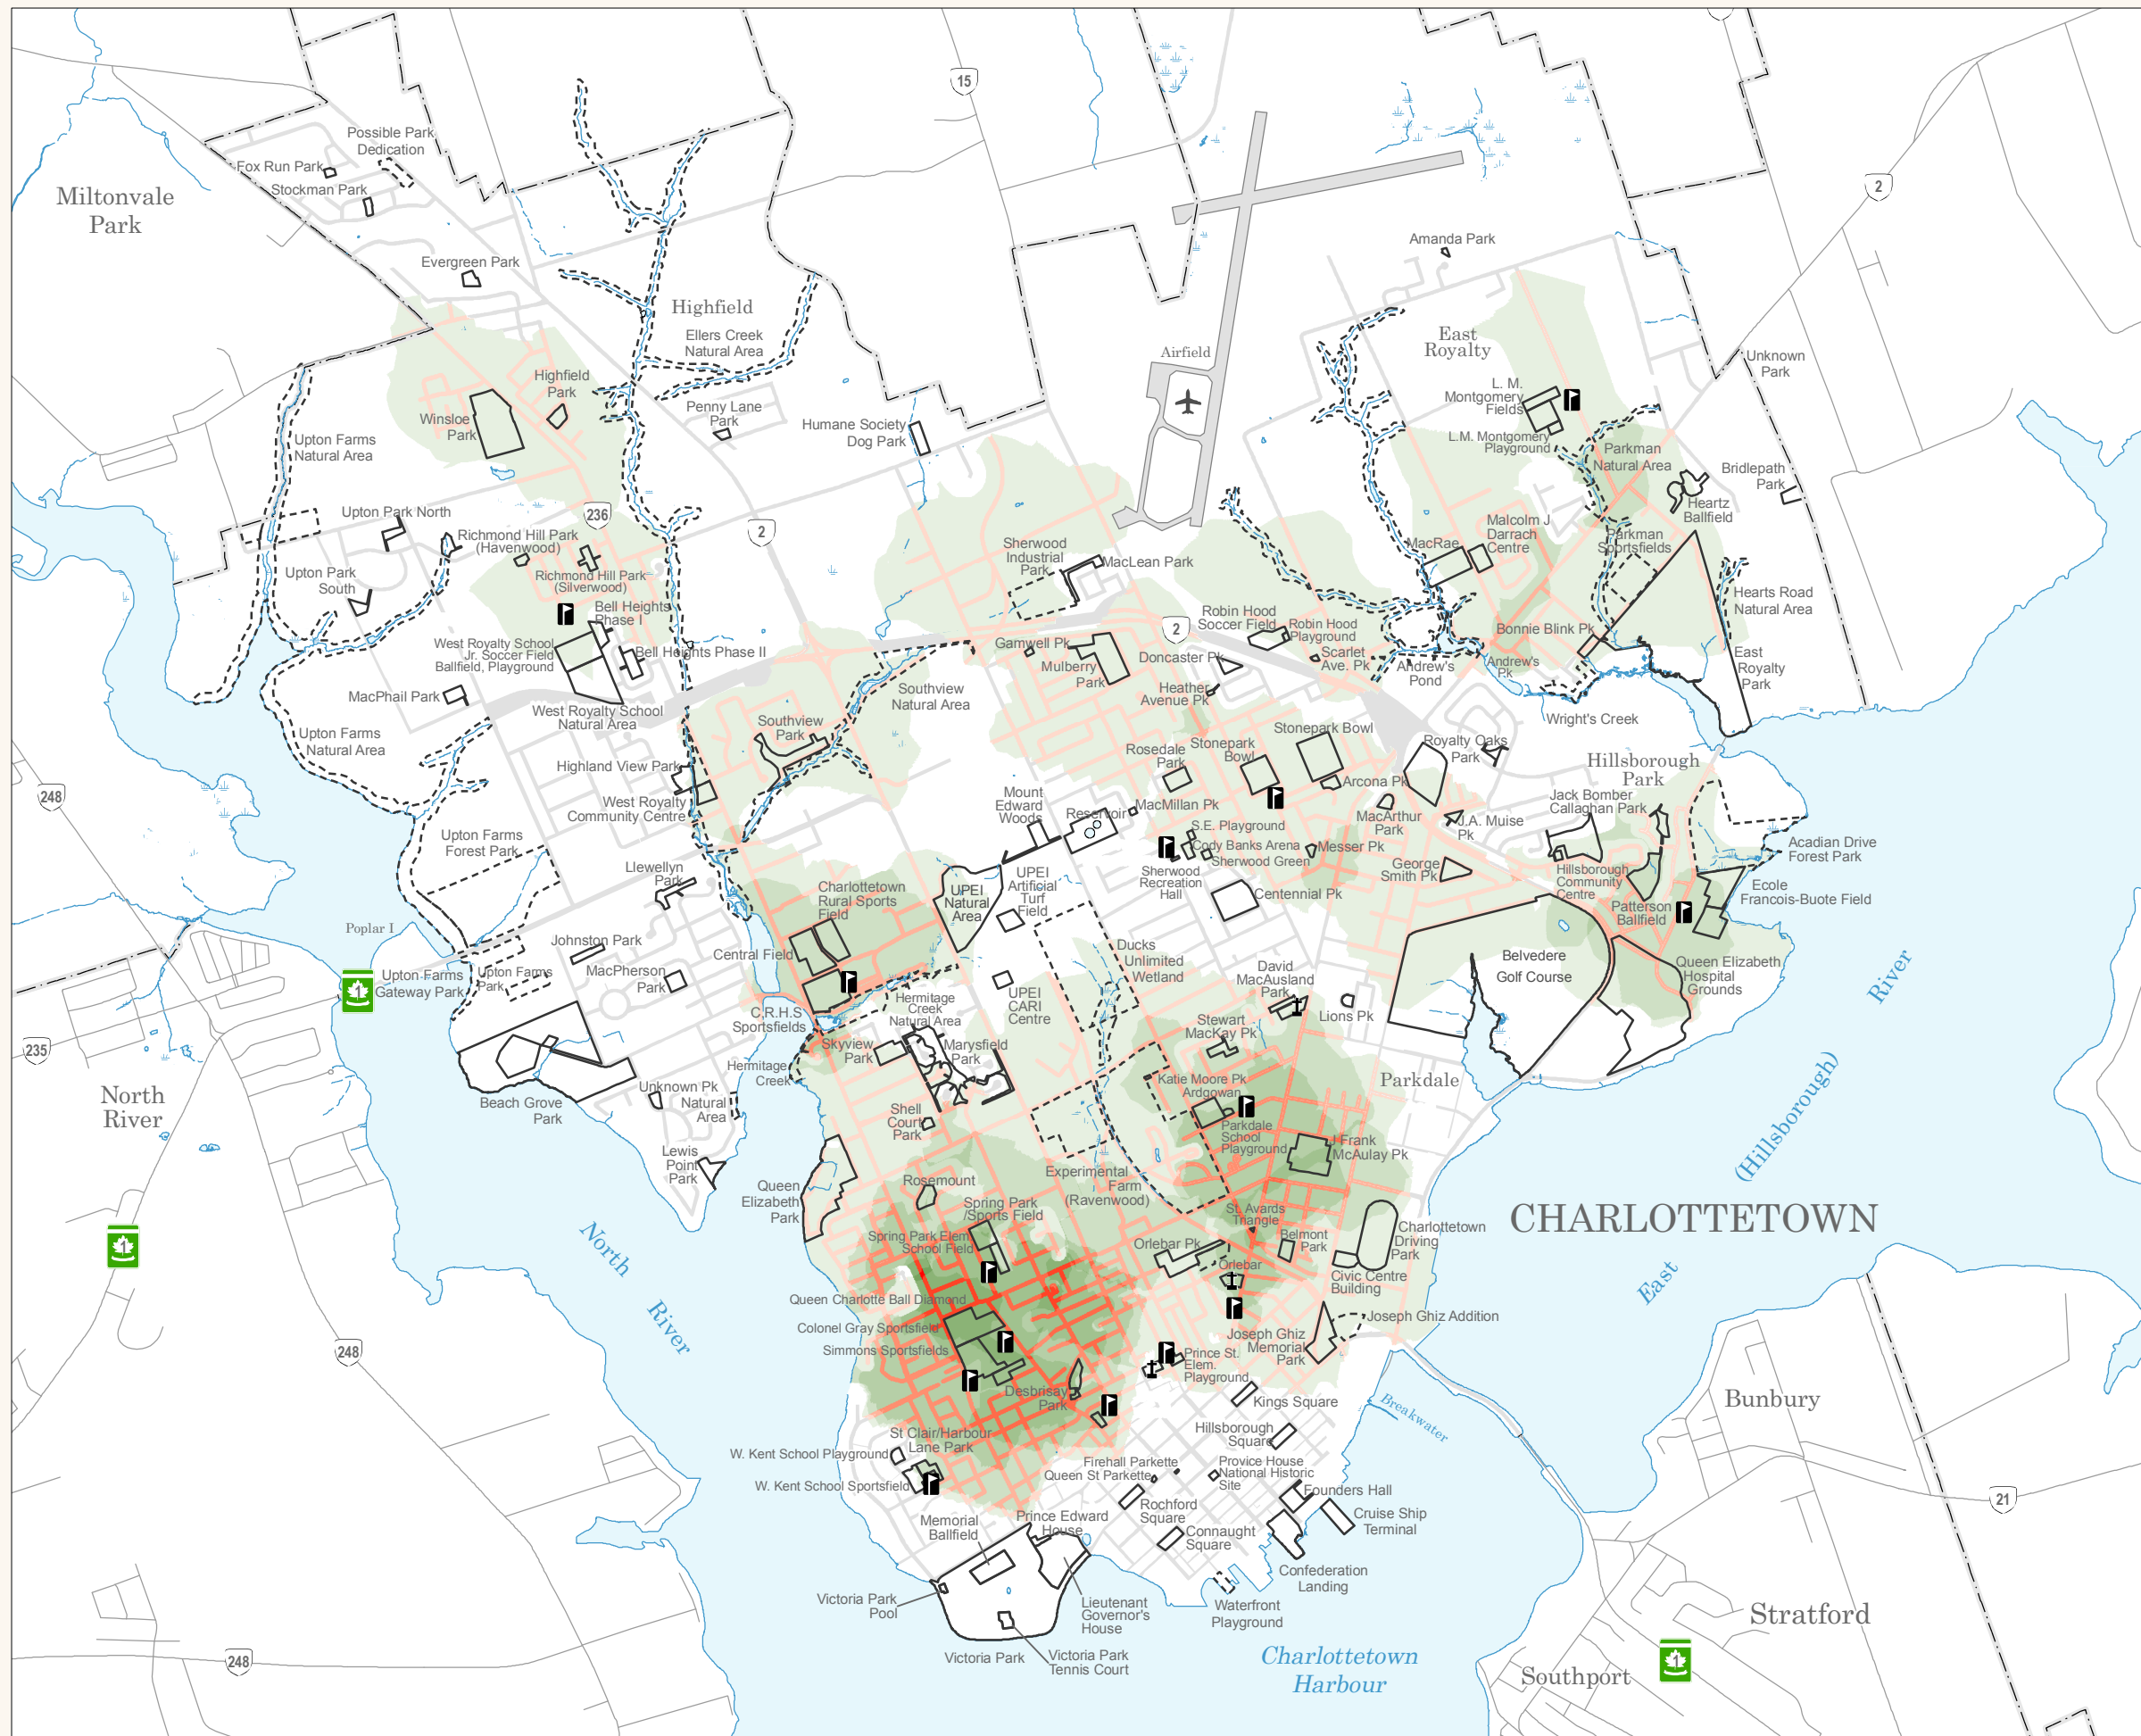 15
Possible Park
Dedication
Fox Run Park
Stockman Park
Miltonvale
Park
2
Amanda Park
Evergreen Park
Highfield
Ellers Creek
Natural Area
East
Royalty
Airfield
Unknown
Park
Highfield
Park
L. M.
Montgomery
Fields
Penny Lane
Park
Winsloe
Park
Humane Society
Dog Park
Upton Farms
Natural Area
L.M. Montgomery
Playground
Parkman
Natural Area
Bridlepath
Park
Heartz
Ballfield
Upton Park North
236
2
Richmond Hill Park
(Havenwood)
Malcolm J
Darrach
Centre
MacRae
Parkman
Sportsfields
Sherwood
Industrial
Park
MacLean Park
Upton Park
South
Richmond Hill Park
(Silverwood)
Hearts Road
Natural Area
Bell Heights
Phase I
Robin Hood
Soccer Field
Robin Hood
Playground
2
Bonnie Blink Pk
West Royalty School
Jr. Soccer Field
Ballfield, Playground
Bell Heights Phase II
Gamwell Pk
Mulberry
Park
Doncaster Pk
Scarlet
Ave. Pk
Andrew's
Pond
Andrew's
Pk
East
Royalty
Park
MacPhail Park
Heather
Avenue Pk
Southview
Natural Area
West Royalty School
Natural Area
Southview
Park
Wright's Creek
Upton Farms
Natural Area
Stonepark Bowl
Stonepark
Bowl
Rosedale
Park
Royalty Oaks
Park
Hillsborough
Park
Highland View Park
Arcona Pk
248
West Royalty
Community Centre
Mount
Edward
Woods
Reservoir
MacMillan Pk
MacArthur
Park
J.A. Muise
Pk
Jack Bomber
Callaghan Park
Upton Farms
Forest Park
S.E. Playground
Cody Banks Arena
Sherwood Green
Messer Pk
Acadian Drive
Forest Park
Llewellyn
Park
Sherwood
Recreation
Hall
George
Smith Pk
Hillsborough
Community
Centre
UPEI
Natural
Area
UPEI
Artificial
Turf
Field
Charlottetown
Rural Sports
Field
Centennial Pk
Ecole
Francois-Buote Field
Patterson
Ballfield
Poplar I
Johnston Park
Central Field
Ducks
Unlimited
Wetland
Belvedere
Golf Course
Queen Elizabeth
Hospital
Grounds
Upton Farms
Gateway Park
Upton Farms
Park
MacPherson
Park
David
MacAusland
Park
1
UPEI
CARI
Centre
Hermitage
Creek
Natural Area
C.R.H.S
Sportsfields
Lions Pk
River
235
Skyview
Park
Marysfield
Park
Stewart
MacKay Pk
Hermitage
Creek
North
River
Beach Grove
Park
Unknown Pk
Natural
Area
Katie Moore Pk
Ardgowan
Parkdale
Shell
Court
Park
Parkdale
School
Playground
J Frank
McAulay Pk
(Hillsborough)
Lewis
Point
Park
Queen
Elizabeth
Park
Rosemount
Experimental
Farm
(Ravenwood)
Spring Park
/Sports Field
St. Avards
Triangle
CHARLOTTETOWN
1
North
River
Spring Park Elem
School Field
Orlebar Pk
Orlebar
Belmont
Park
Charlottetown
Driving
Park
Civic Centre
Building
East
Queen Charlotte Ball Diamond
Colonel Gray Sportsfield
Simmons Sportsfields
Joseph Ghiz Addition
Joseph Ghiz
Memorial
Park
248
Prince St.
Elem.
Playground
Desbrisay
Park
Kings Square
Breakwater
Bunbury
St Clair/Harbour
Lane Park
Hillsborough
Square
W. Kent School Playground
W. Kent School Sportsfield
Firehall Parkette
Queen St Parkette
Provice House
National Historic
Site
Founders Hall
21
Rochford
Square
Cruise Ship
Terminal
Memorial
Ballfield
Prince Edward
House
Connaught
Square
Confederation
Landing
Victoria Park
Pool
Lieutenant
Governor's
House
Waterfront
Playground
Stratford
248
Victoria Park
Victoria Park
Tennis Court
Charlottetown
Harbour
Southport
1